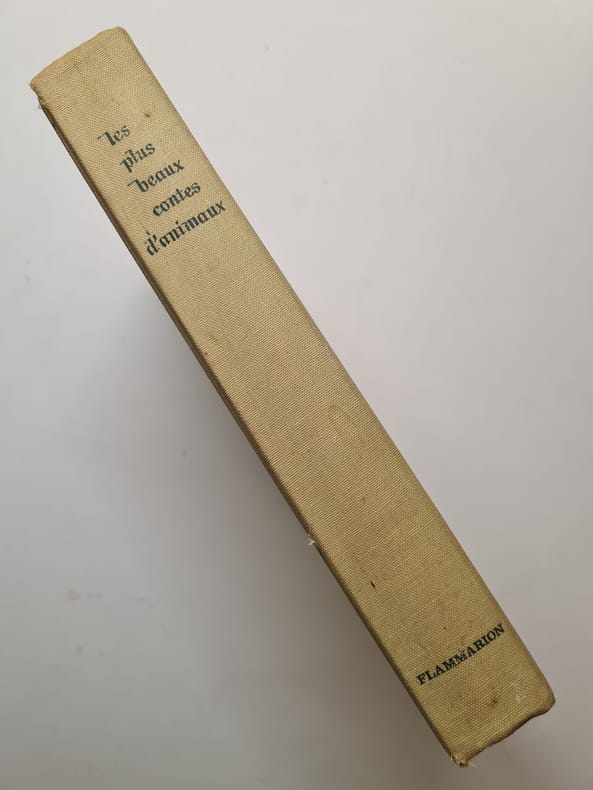 les
plus
beaux
contes
d'animaux
FLAMMARION